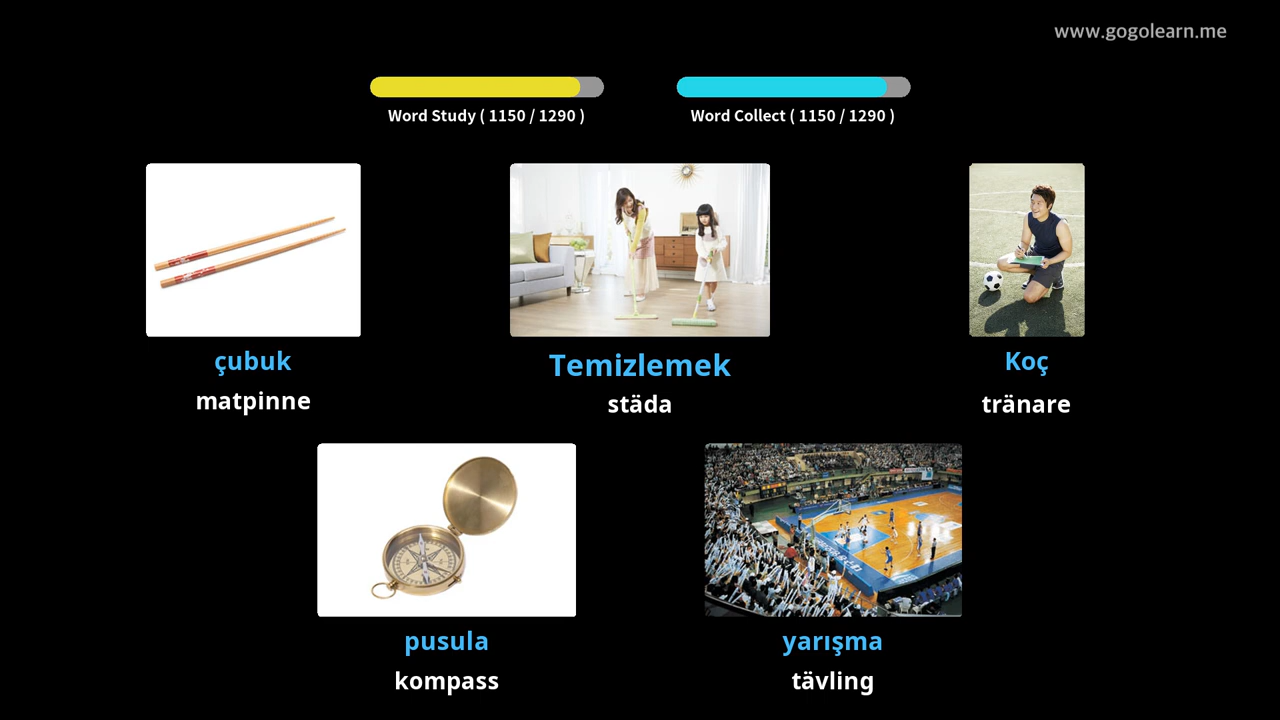 www.gogolearn.me
Word Study ( 1150 / 1290 )
Word Collect ( 1150 / 1290 )
çubuk
matpinne
Temizlemek
städa
Koç
tränare
pusula
kompass
yarışma
tävling